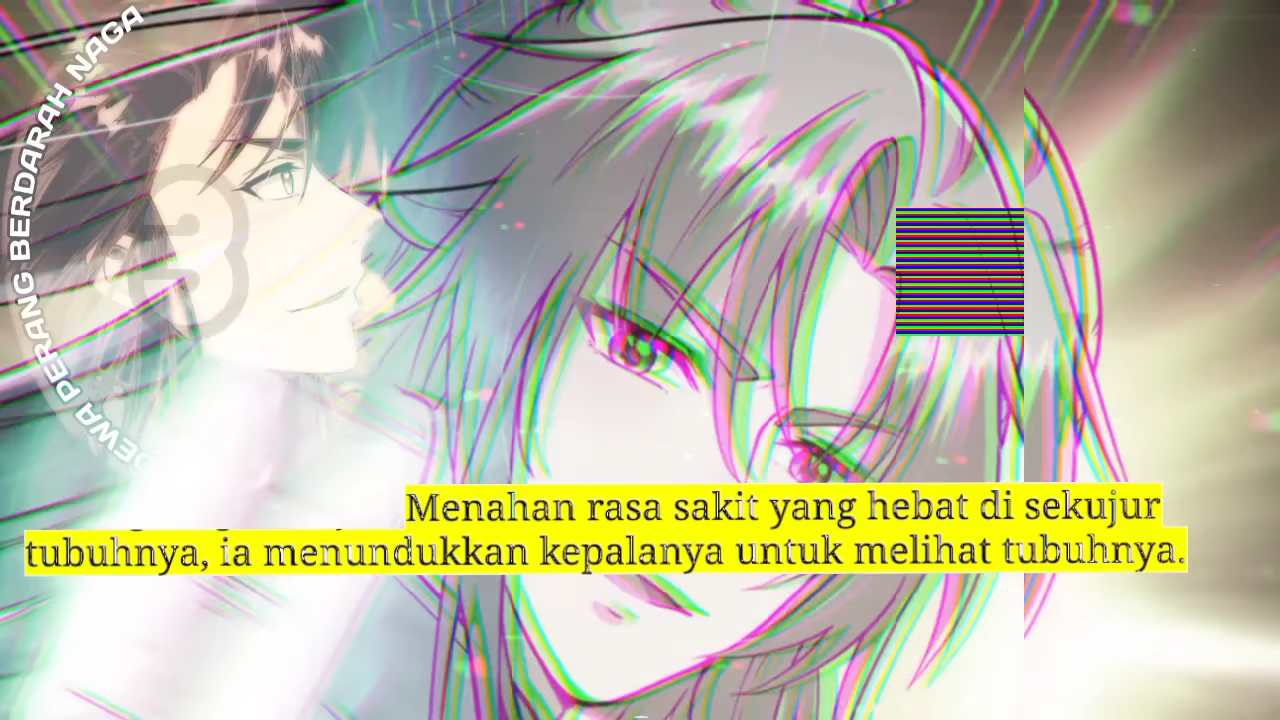 DEWA PERANG BERDARAH NAGA
Menahan rasa sakit yang hebat di sekujur
tubuhnya, ia menundukkan kepalanya untuk melihat tubuhnya.